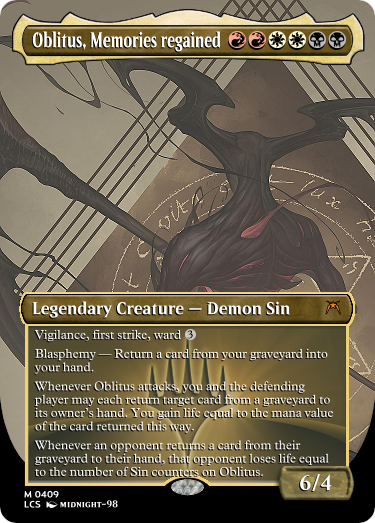 Oblitus, Memories regained
Legendary Creature — Demon Sin
Vigilance, first strike, ward 3
Blasphemy — Return a card from your graveyard into
your hand.
Whenever Oblitus attacks, you and the defending
player may each return target card from a graveyard to
its owner's hand. You gain life equal to the mana value
of the card returned this way.
Whenever an opponent returns a card from their
graveyard to their hand, that opponent loses life equal
to the number of Sin counters on Oblitus.
6/4
M 0409
LCS MIDNIGHT-98